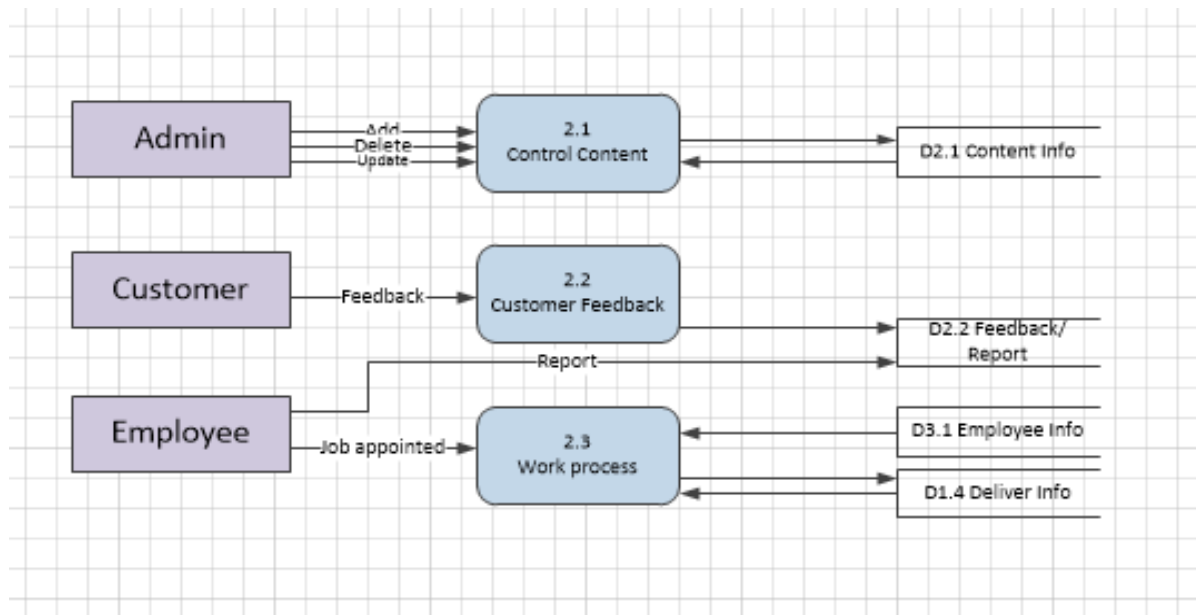 Admin
Add
Delete
Update
2.1
Control Content
D2.1 Content Info
Customer
Feedback
2.2
Customer Feedback
D2.2 Feedback/
Report
Report
Employee
Job appointed
2.3
Work process
D3.1 Employee Info
D1.4 Deliver Info